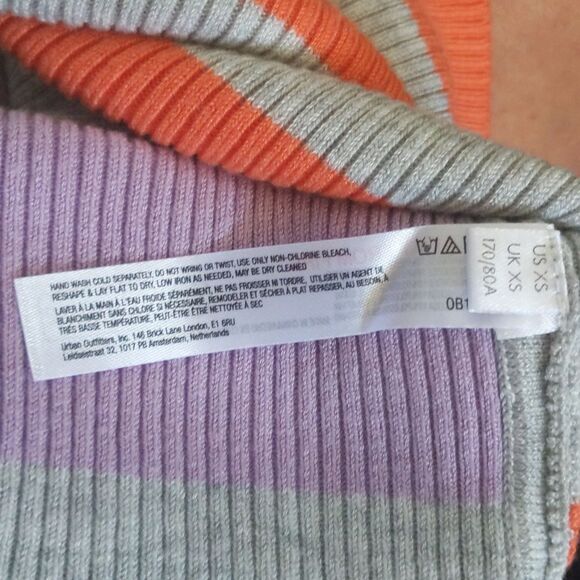 HAND WASH COLD SEPARATELY, DO NOT WRING OR TWIST, USE ONLY NON-CHLORINE BLEACH,
RESHAPE & LAY FLAT TO DRY, LOW IRON AS NEEDED, MAY BE DRY CLEANED
LAVER À LA MAIN À L'EAU FROIDE SÉPARÉMENT, NE PAS FROISSER NI TORDRE, UTILISER UN AGENT DE
BLANCHIMENT SANS CHLORE SI NECESSAIRE, REMODELER ET SÉCHER À PLAT REPASSER, AU BESOIN, À
TRÈS BASSE TEMPÉRATURE, PEUT-ÊTRE ÊTRE NETTOYÉE À SEC
Urban Outfitters, Inc. 146 Brick Lane London, E1 6RU
Leidsestraat 32, 1017 PB Amsterdam, Netherlands
0B1
US XS
UK XS
170/80A